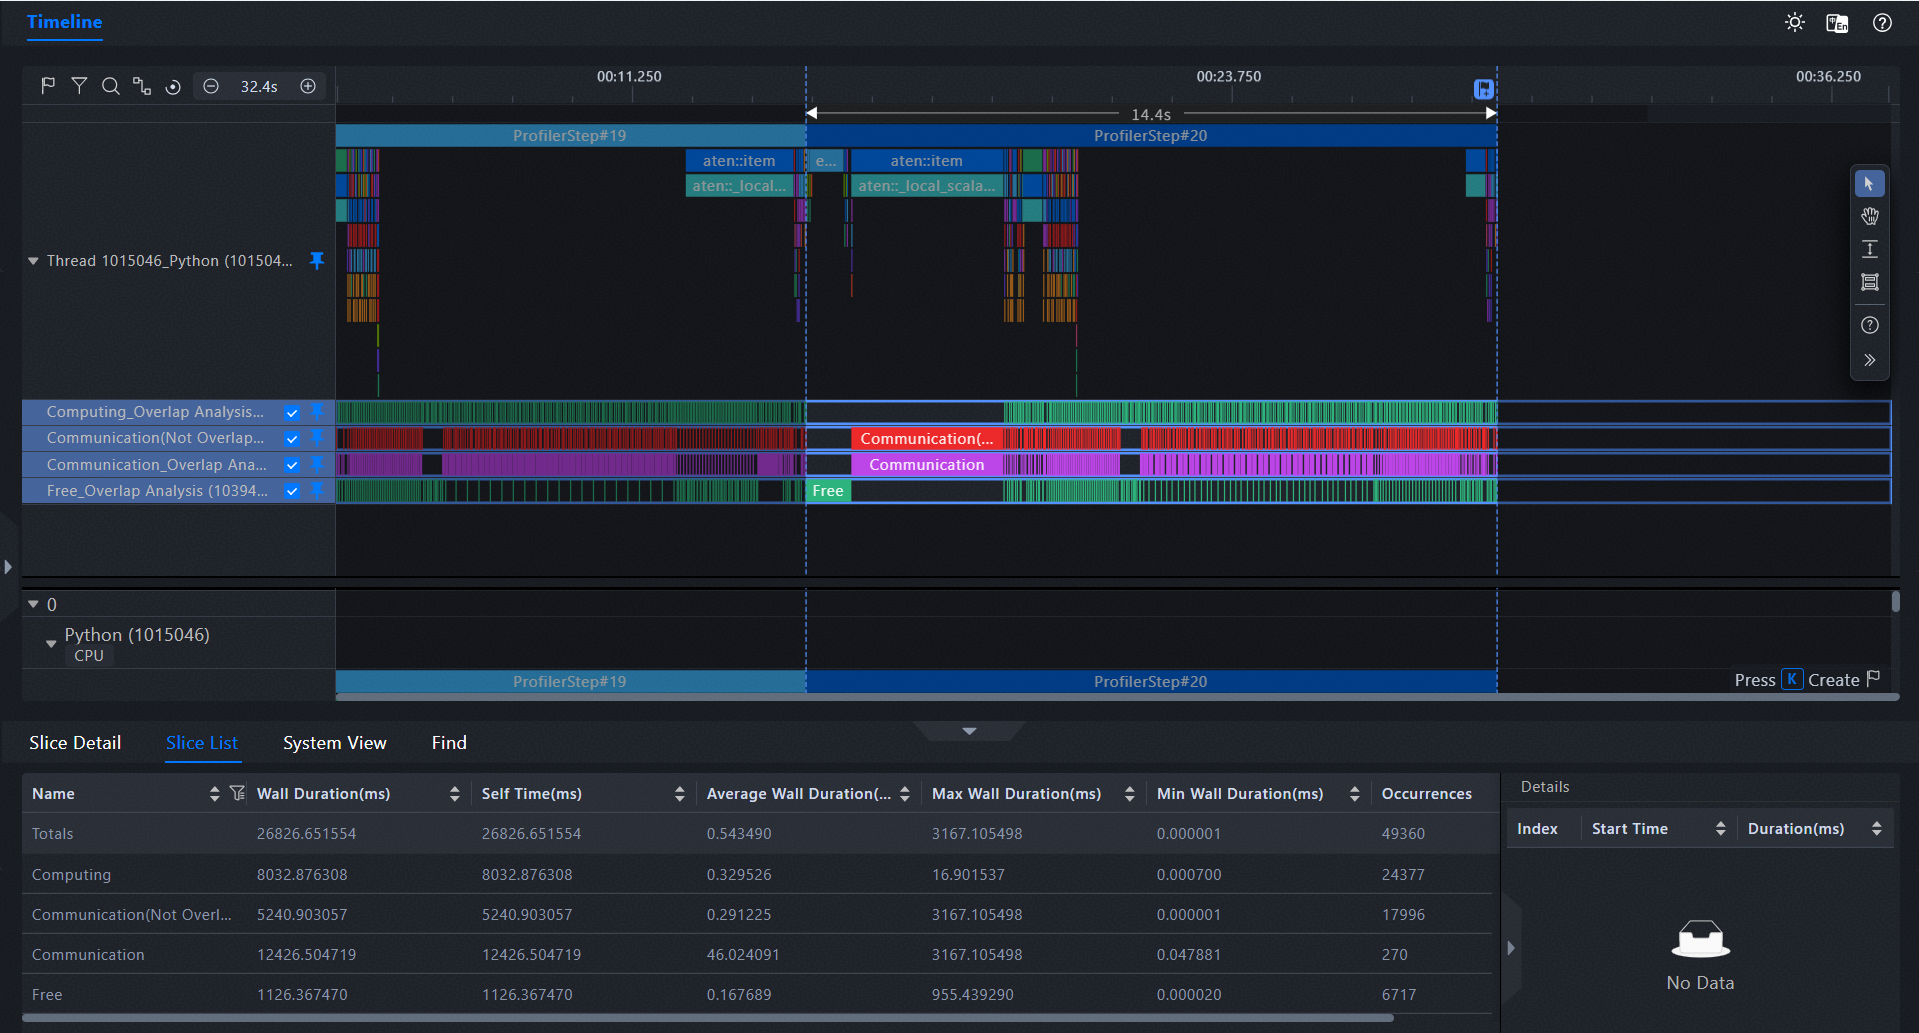 Timeline
32.4s
00:11.250
00:23.750
00:36.250
14.4s
ProfilerStep#19
ProfilerStep#20
aten::item
e...
aten::item
aten::_local...
aten::_local_scala...
Thread 1015046_Python (101504...
Computing_Overlap Analysis...
Communication(Not Overlap...
Communication(...
Communication_Overlap Ana...
Communication
Free_Overlap Analysis (10394...
Free
0
Python (1015046)
CPU
ProfilerStep#19
ProfilerStep#20
Press K Create
Slice Detail
Slice List
System View
Find
Name Wall Duration(ms) Self Time(ms) Average Wall Duration(... Max Wall Duration(ms) Min Wall Duration(ms) Occurrences
Totals 26826.651554 26826.651554 0.543490 3167.105498 0.000001 49360
Computing 8032.876308 8032.876308 0.329526 16.901537 0.000700 24377
Communication(Not Overl... 5240.903057 5240.903057 0.291225 3167.105498 0.000001 17996
Communication 12426.504719 12426.504719 46.024091 3167.105498 0.047881 270
Free 1126.367470 1126.367470 0.167689 955.439290 0.000020 6717
Details
Index Start Time Duration(ms)
No Data